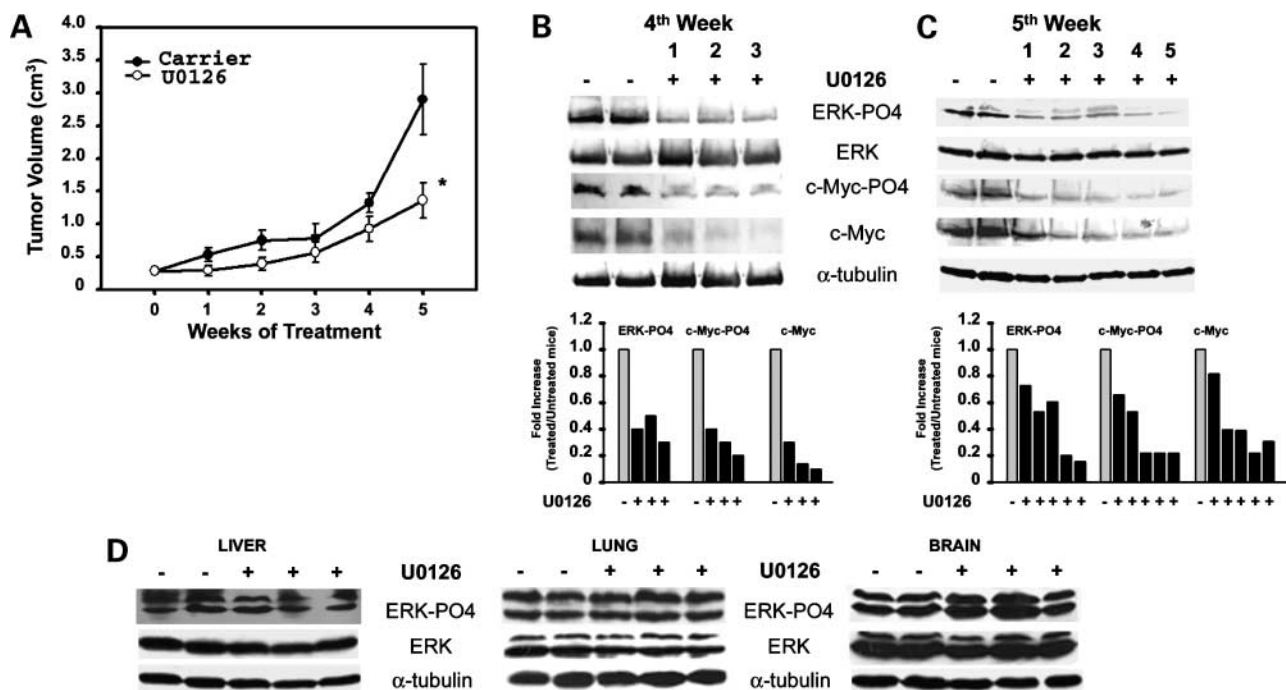 A
4.0
3.5
3.0
2.5
2.0
1.5
1.0
0.5
0
Tumor Volume (cm³)
Carrier
U0126
*
0 1 2 3 4 5
Weeks of Treatment
B
4th Week
1 2 3
- - + + + U0126
ERK-PO4
ERK
c-Myc-PO4
c-Myc
α-tubulin
C
5th Week
1 2 3 4 5
- - + + + + +
1.2
1.0
0.8
0.6
0.4
0.2
0
Fold Increase
(Treated/Untreated mice)
ERK-PO4 c-Myc-PO4 c-Myc
U0126 - + + + - + + + - + + +
1.2
1.0
0.8
0.6
0.4
0.2
0
Fold Increase
(Treated/Untreated mice)
ERK-PO4 c-Myc-PO4 c-Myc
U0126 - + + + + + - + + + + + - + + + + +
D
LIVER
- - + + + U0126
ERK-PO4
ERK
α-tubulin
LUNG
- - + + + U0126
ERK-PO4
ERK
α-tubulin
BRAIN
- - + + +